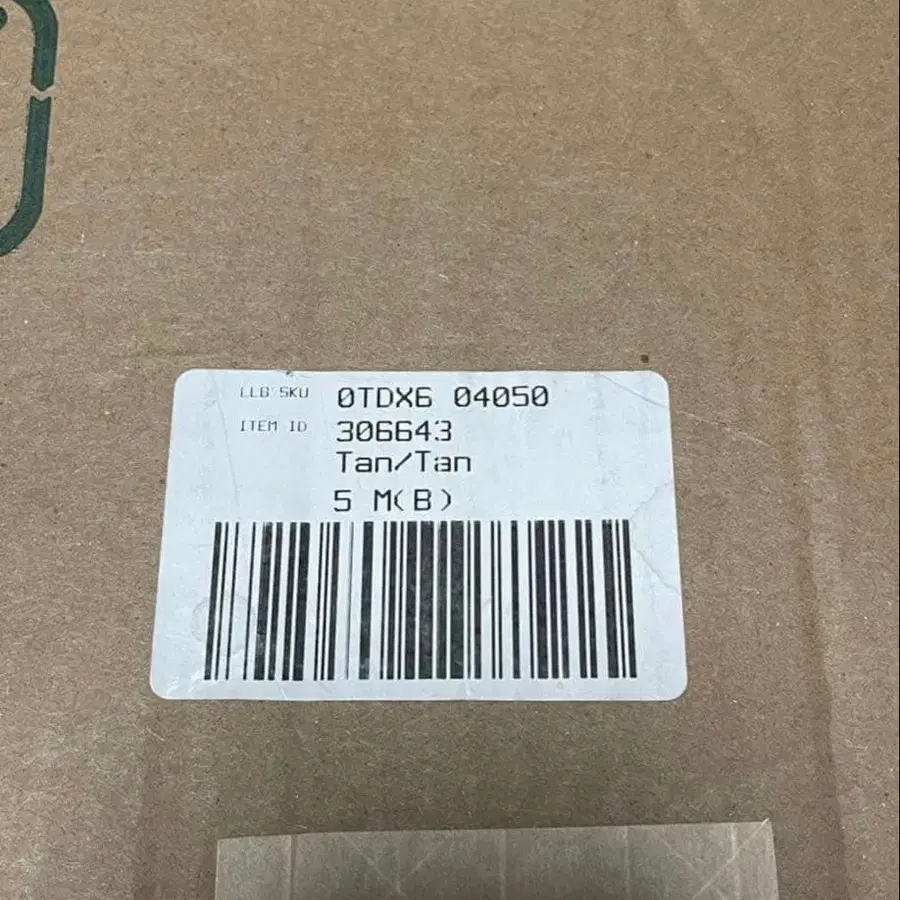 LLB SKU 0TDX6 04050
ITEM ID 306643
Tan/Tan
5 M(B)